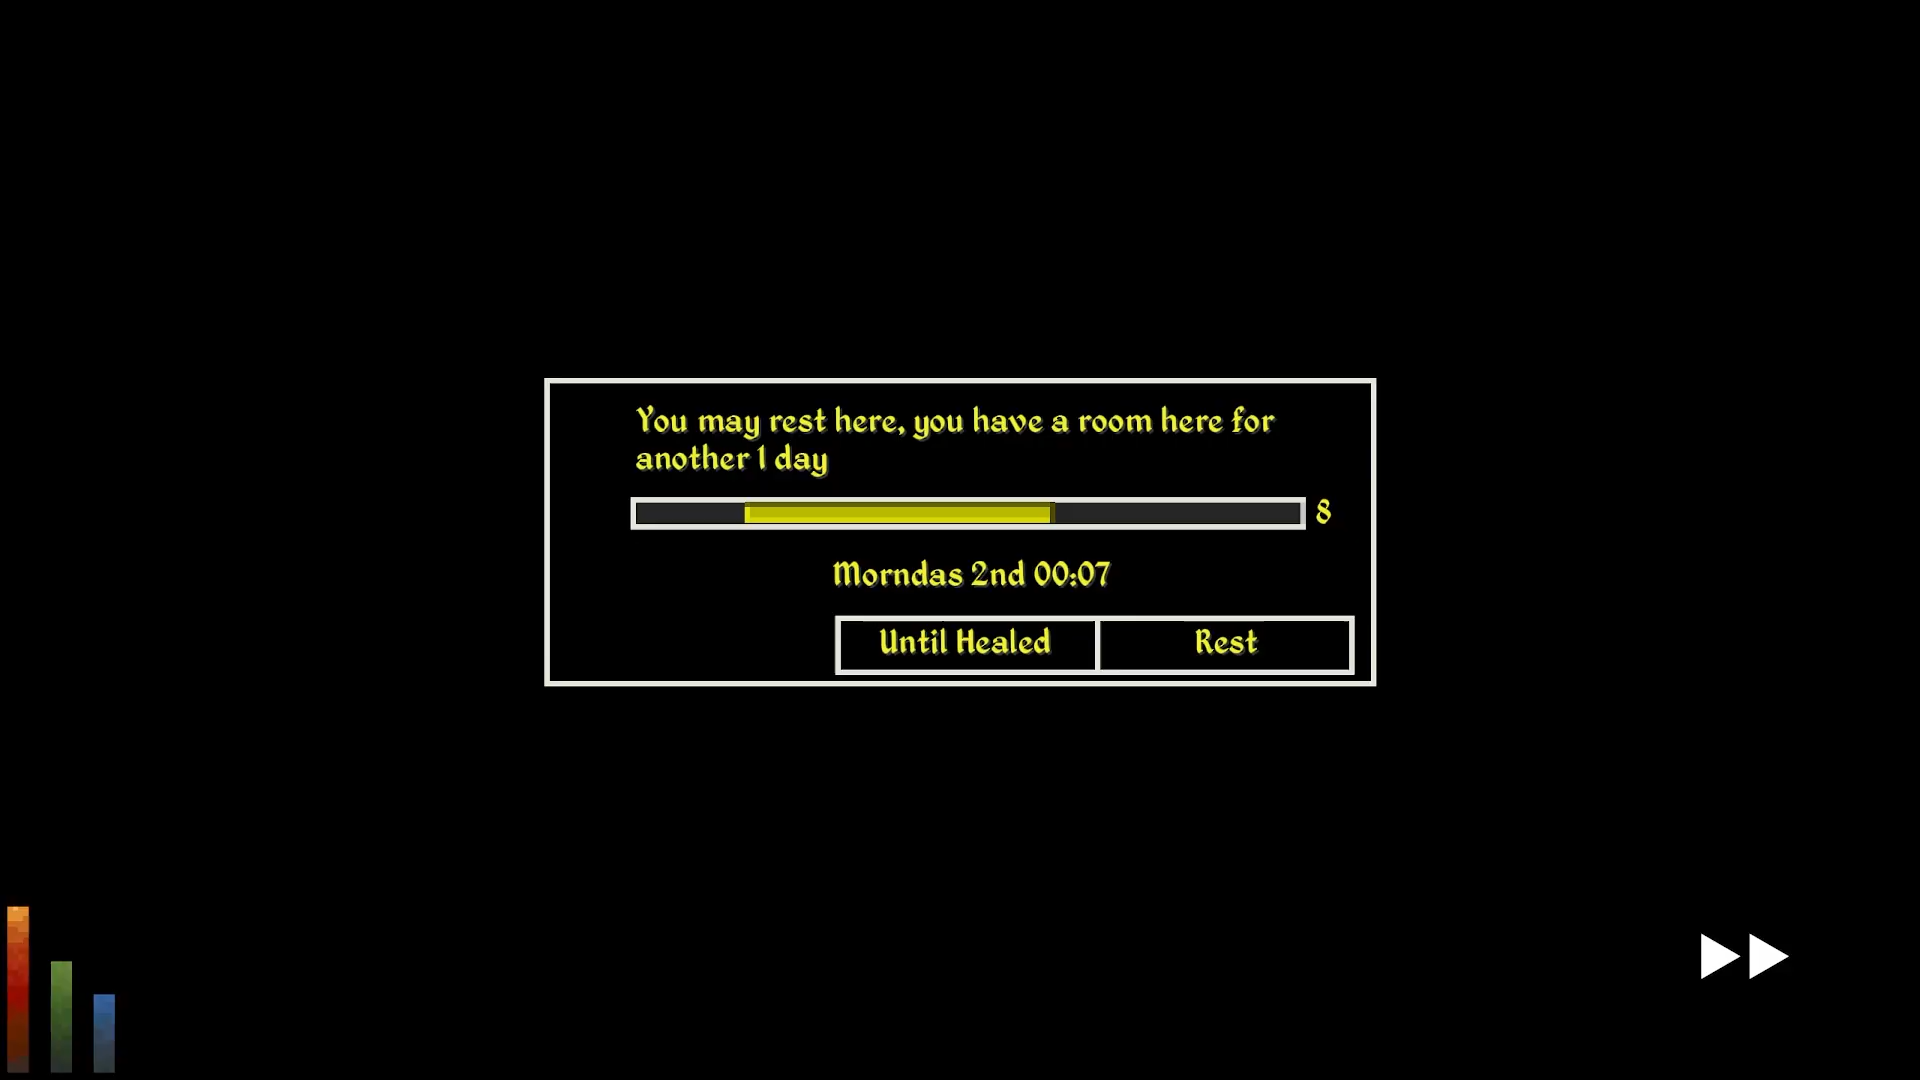 You may rest here, you have a room here for
another 1 day
8
Morndas 2nd 00:07
Until Healed
Rest